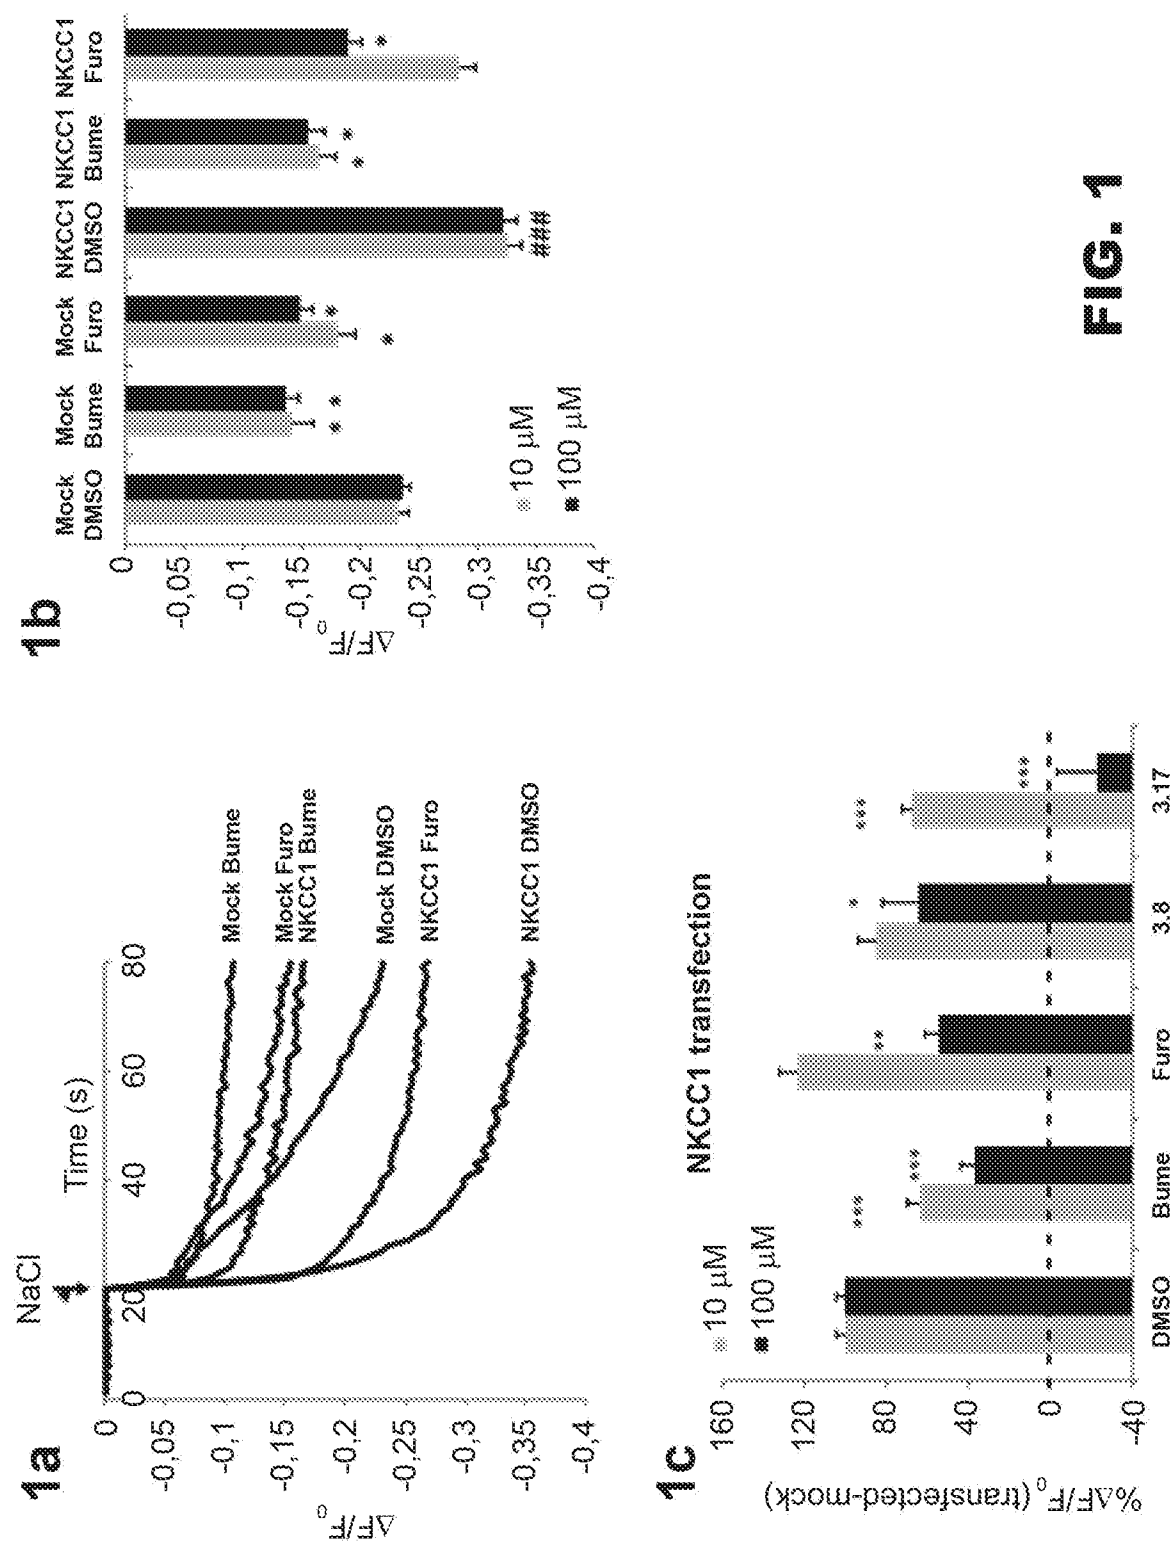 1a
NaCl
Time (s)
0
20
40
60
80
0
-0,05
-0,1
-0,15
-0,2
-0,25
-0,3
-0,35
-0,4
ΔF/F₀
Mock Bume
Mock Furo
NKCC1 Bume
Mock DMSO
NKCC1 Furo
NKCC1 DMSO
1b
Mock Mock Mock NKCC1 NKCC1 NKCC1
DMSO Bume Furo DMSO Bume Furo
0
-0,05
-0,1
-0,15
-0,2
-0,25
-0,3
-0,35
-0,4
ΔF/F₀
* * * * ### * * *
10 µM
100 µM
1c
NKCC1 transfection
10 µM
100 µM
160
120
80
40
0
-40
%ΔF/F₀ (transfected-mock)
*** *** ** * *** ***
DMSO Bume Furo 3.8 3.17
FIG. 1